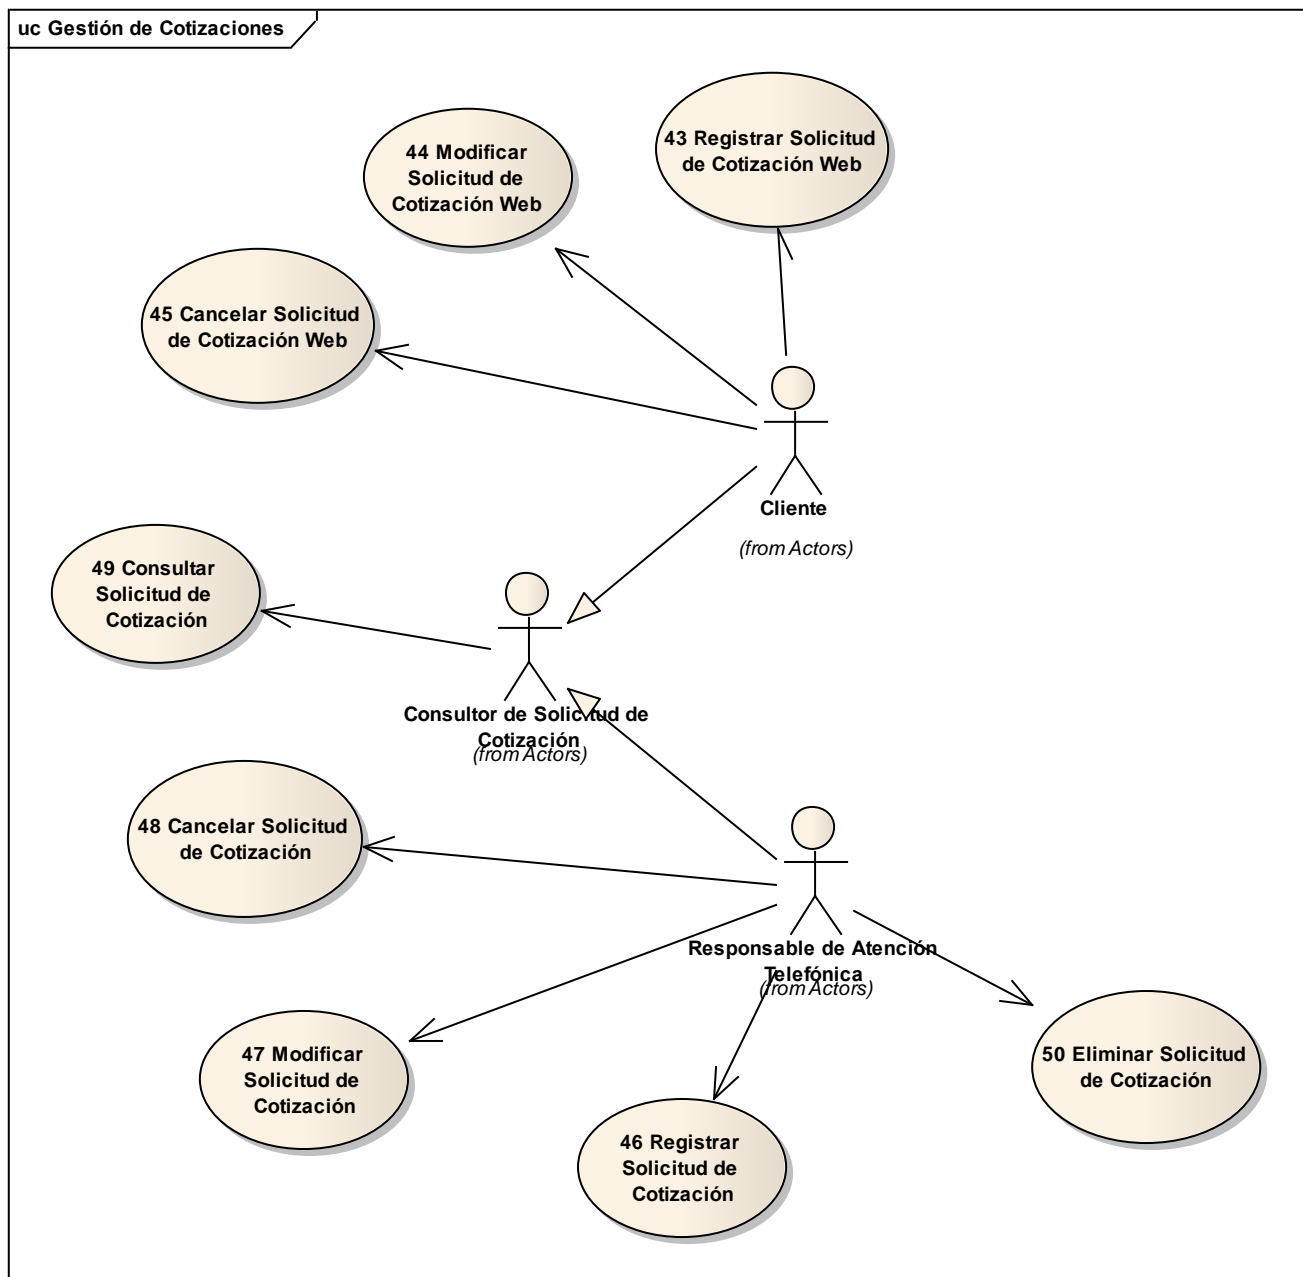 uc Gestión de Cotizaciones
43 Registrar Solicitud
de Cotización Web
44 Modificar
Solicitud de
Cotización Web
45 Cancelar Solicitud
de Cotización Web
Cliente
(from Actors)
49 Consultar
Solicitud de
Cotización
Consultor de Solicitud de
Cotización
(from Actors)
48 Cancelar Solicitud
de Cotización
Responsable de Atención
Telefónica
(from Actors)
47 Modificar
Solicitud de
Cotización
50 Eliminar Solicitud
de Cotización
46 Registrar
Solicitud de
Cotización